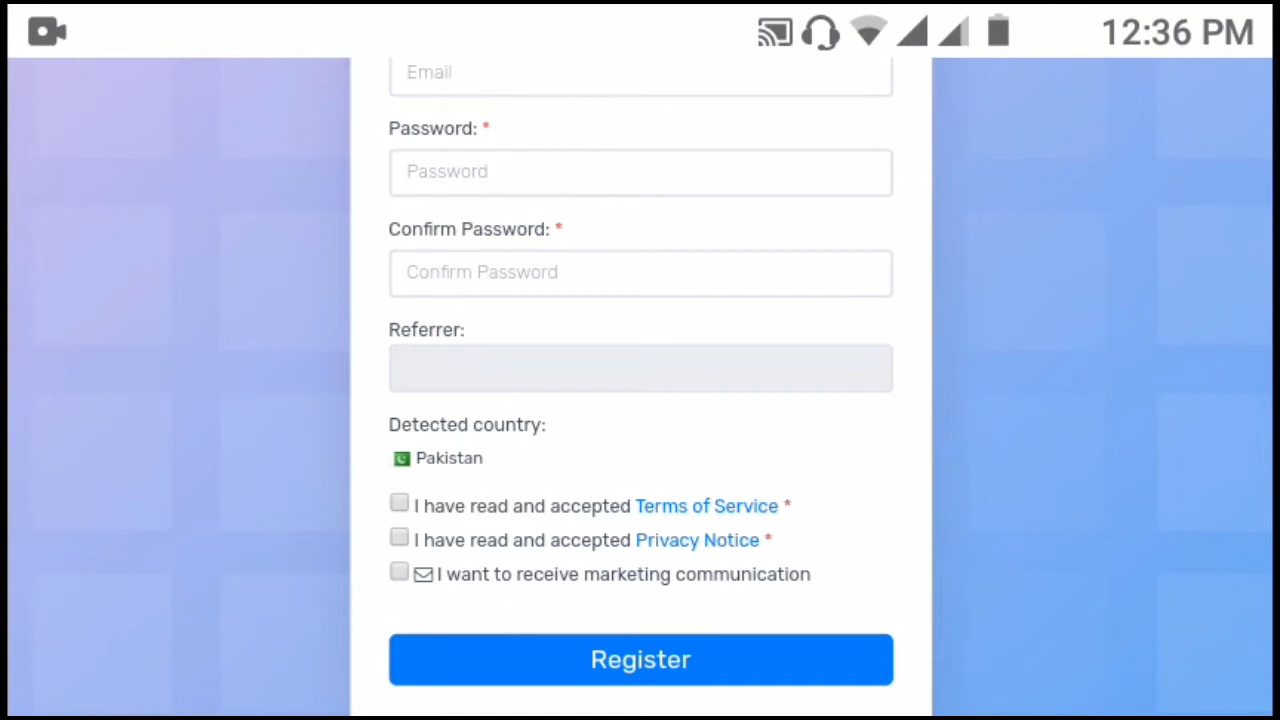 12:36 PM
Email
Password: *
Password
Confirm Password: *
Confirm Password
Referrer:
Detected country:
Pakistan
I have read and accepted Terms of Service *
I have read and accepted Privacy Notice *
I want to receive marketing communication
Register